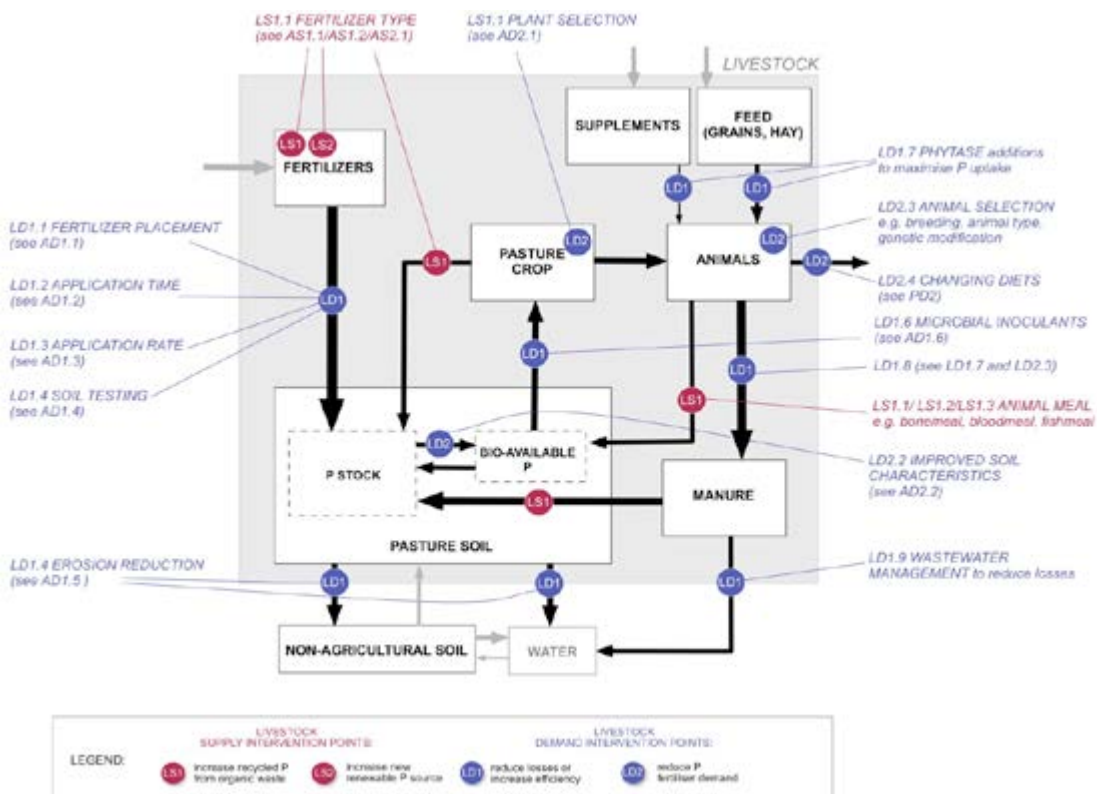 LS1.1 FERTILIZER TYPE
(see AS1.1/AS1.2/AS2.1)
LS1.1 PLANT SELECTION
(see AD2.1)
LIVESTOCK
SUPPLEMENTS
FEED
(GRAINS, HAY)
LS1
LS2
FERTILIZERS
LD1.7 PHYTASE additions
to maximise P uptake
LD1
LD1
LD2.3 ANIMAL SELECTION
e.g. breeding, animal type,
genetic modification
LD1.1 FERTILIZER PLACEMENT
(see AD1.1)
PASTURE
CROP
LD2
LS1
ANIMALS
LD2
LD2
LD2.4 CHANGING DIETS
(see PD2)
LD1.2 APPLICATION TIME
(see AD1.2)
LD1
LD1.3 APPLICATION RATE
(see AD1.3)
LD1.4 SOIL TESTING
(see AD1.4)
LD1
LD1.6 MICROBIAL INOCULANTS
(see AD1.6)
LD1
LD1.8 (see LD1.7 and LD2.3)
LS1
LS1.1/ LS1.2/LS1.3 ANIMAL MEAL
e.g. bonemeal, bloodmeal, fishmeal
P STOCK
LD2
BIO-AVAILABLE
P
LD2.2 IMPROVED SOIL
CHARACTERISTICS
(see AD2.2)
LS1
MANURE
PASTURE SOIL
LD1.4 EROSION REDUCTION
(see AD1.5 )
LD1
LD1
LD1
LD1.9 WASTEWATER
MANAGEMENT to reduce losses
NON-AGRICULTURAL SOIL
WATER
LEGEND:
LIVESTOCK
SUPPLY INTERVENTION POINTS:
LIVESTOCK
DEMAND INTERVENTION POINTS:
LS1
increase recycled P
from organic waste
LS2
increase new
renewable P source
LD1
reduce losses or
increase efficiency
LD2
reduce P
fertiliser demand